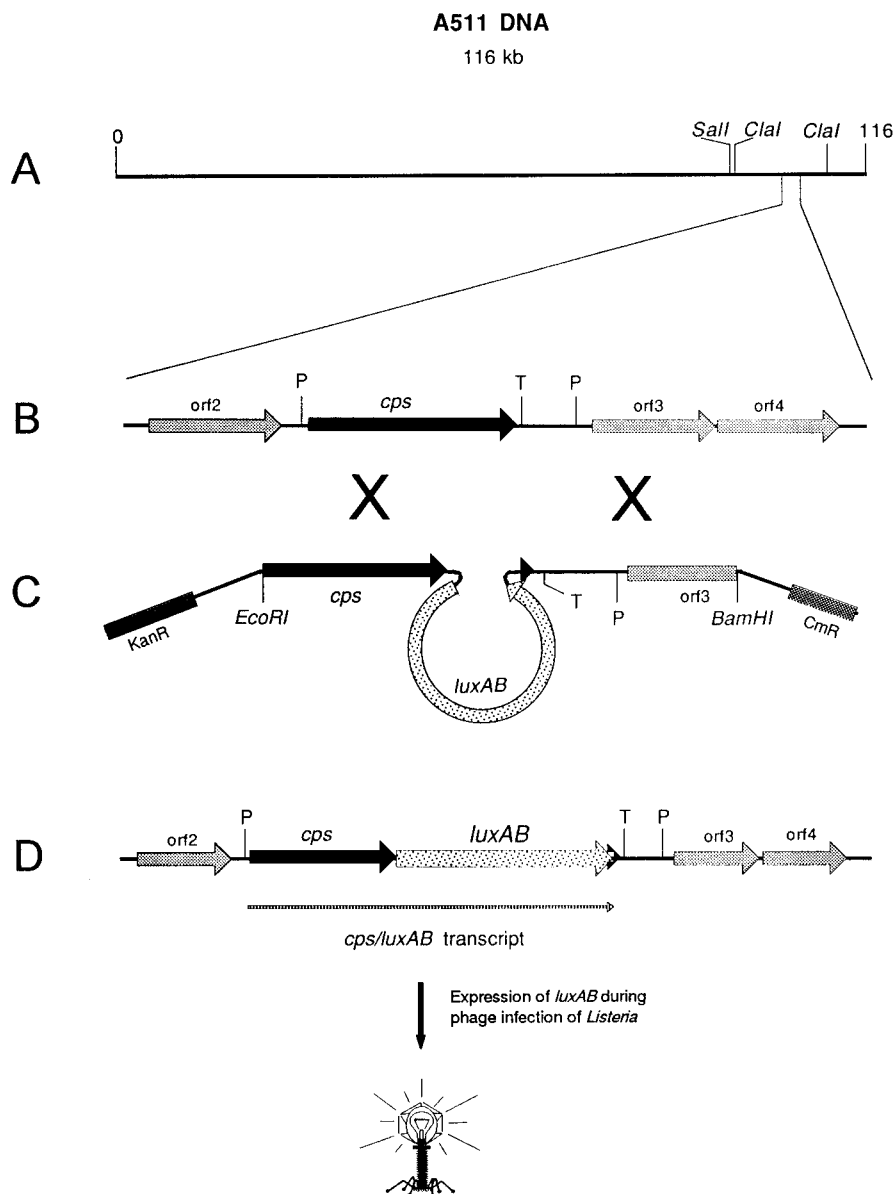 A511 DNA
116 kb
0 SalI ClaI ClaI 116
A
P T P
orf2 cps orf3 orf4
B
X X
C
KanR EcoRI cps luxAB T P orf3 BamHI CmR
P T P
orf2 cps luxAB orf3 orf4
D
cps/luxAB transcript
Expression of luxAB during
phage infection of Listeria